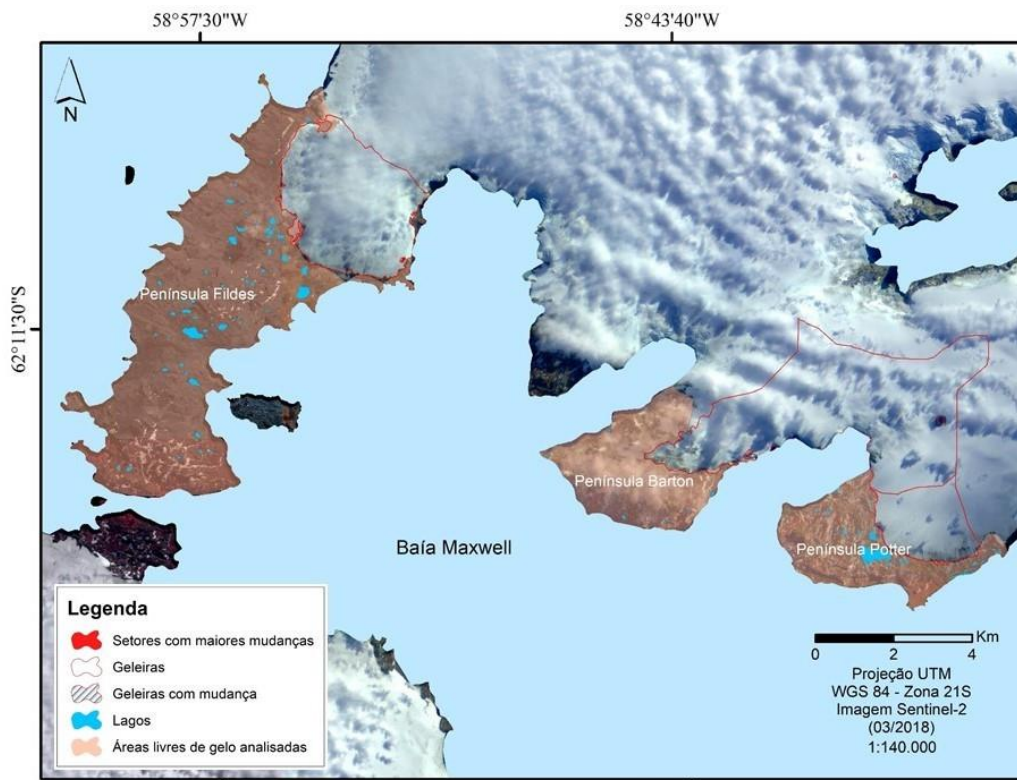 58°57'30"W
58°43'40"W
N
Península Fildes
62°11'30"S
Península Barton
Baía Maxwell
Península Potter
Legenda
Setores com maiores mudanças
Geleiras
Geleiras com mudança
Lagos
Áreas livres de gelo analisadas
Km
0 2 4
Projeção UTM
WGS 84 - Zona 21S
Imagem Sentinel-2
(03/2018)
1:140.000